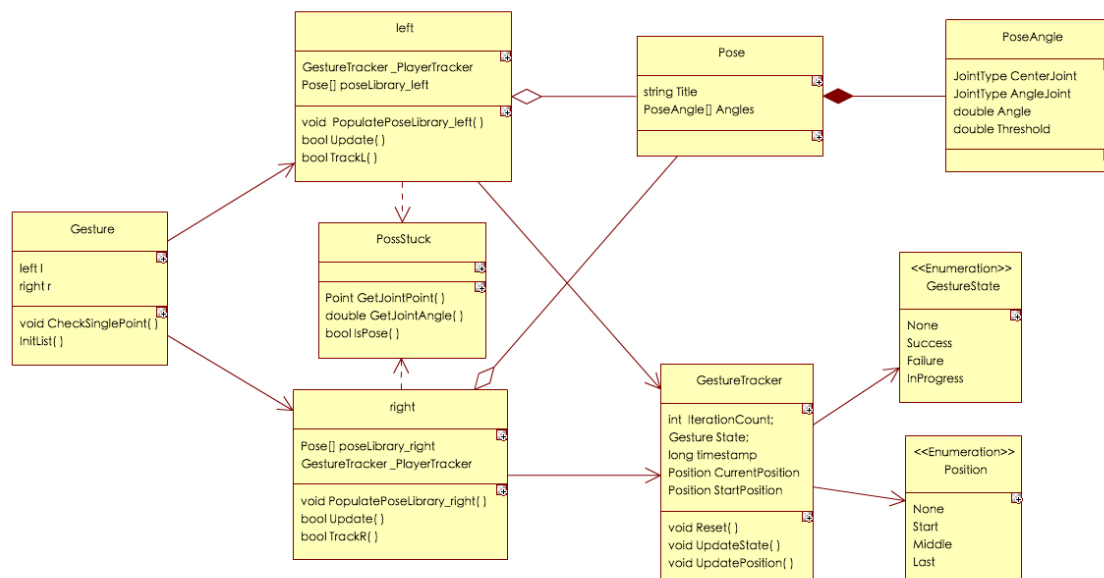 left
GestureTracker _PlayerTracker
Pose[] poseLibrary_left
void  PopulatePoseLibrary_left( )
bool Update( )
bool TrackL( )
Pose
string Title
PoseAngle[] Angles
PoseAngle
JointType CenterJoint
JointType AngleJoint
double Angle
double Threshold
Gesture
left l
right r
void CheckSinglePoint( )
InitList( )
PossStuck
Point GetJointPoint( )
double GetJointAngle( )
bool IsPose( )
<<Enumeration>>
GestureState
None
Success
Failure
InProgress
right
Pose[] poseLibrary_right
GestureTracker _PlayerTracker
void PopulatePoseLibrary_right( )
bool Update( )
bool TrackR( )
GestureTracker
int  IterationCount;
Gesture State;
long timestamp
Position CurrentPosition
Position StartPosition
void Reset( )
void UpdateState( )
void UpdatePosition( )
<<Enumeration>>
Position
None
Start
Middle
Last